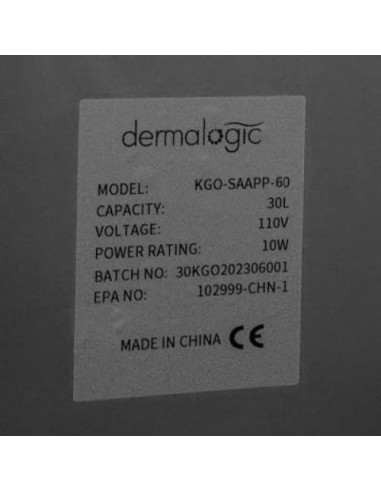 dermalogic
MODEL: KGO-SAAPP-60
CAPACITY: 30L
VOLTAGE: 110V
POWER RATING: 10W
BATCH NO: 30KGO202306001
EPA NO: 102999-CHN-1
MADE IN CHINA CE